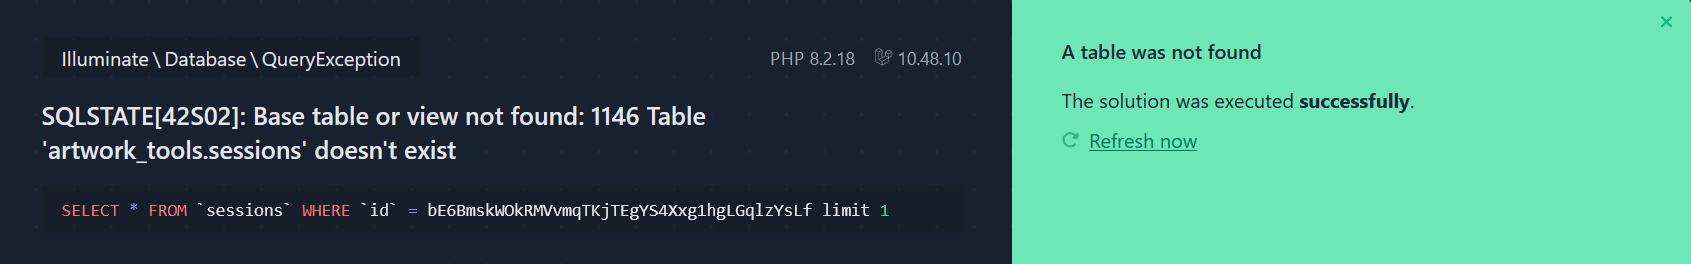 Illuminate\Database\QueryException
PHP 8.2.18 10.48.10
SQLSTATE[42S02]: Base table or view not found: 1146 Table
'artwork_tools.sessions' doesn't exist
SELECT * FROM `sessions` WHERE `id` = bE6BmskWOkRMVvmqTKjTEgYS4Xxg1hgLGqlzYsLf limit 1
A table was not found
The solution was executed successfully.
Refresh now